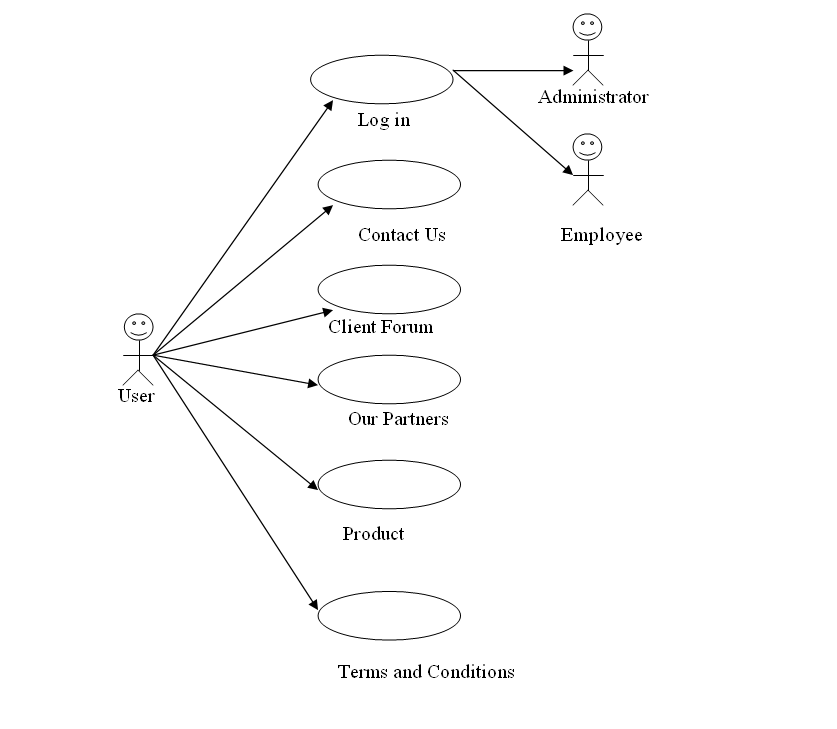 Administrator
Log in
Contact Us
Employee
Client Forum
User
Our Partners
Product
Terms and Conditions